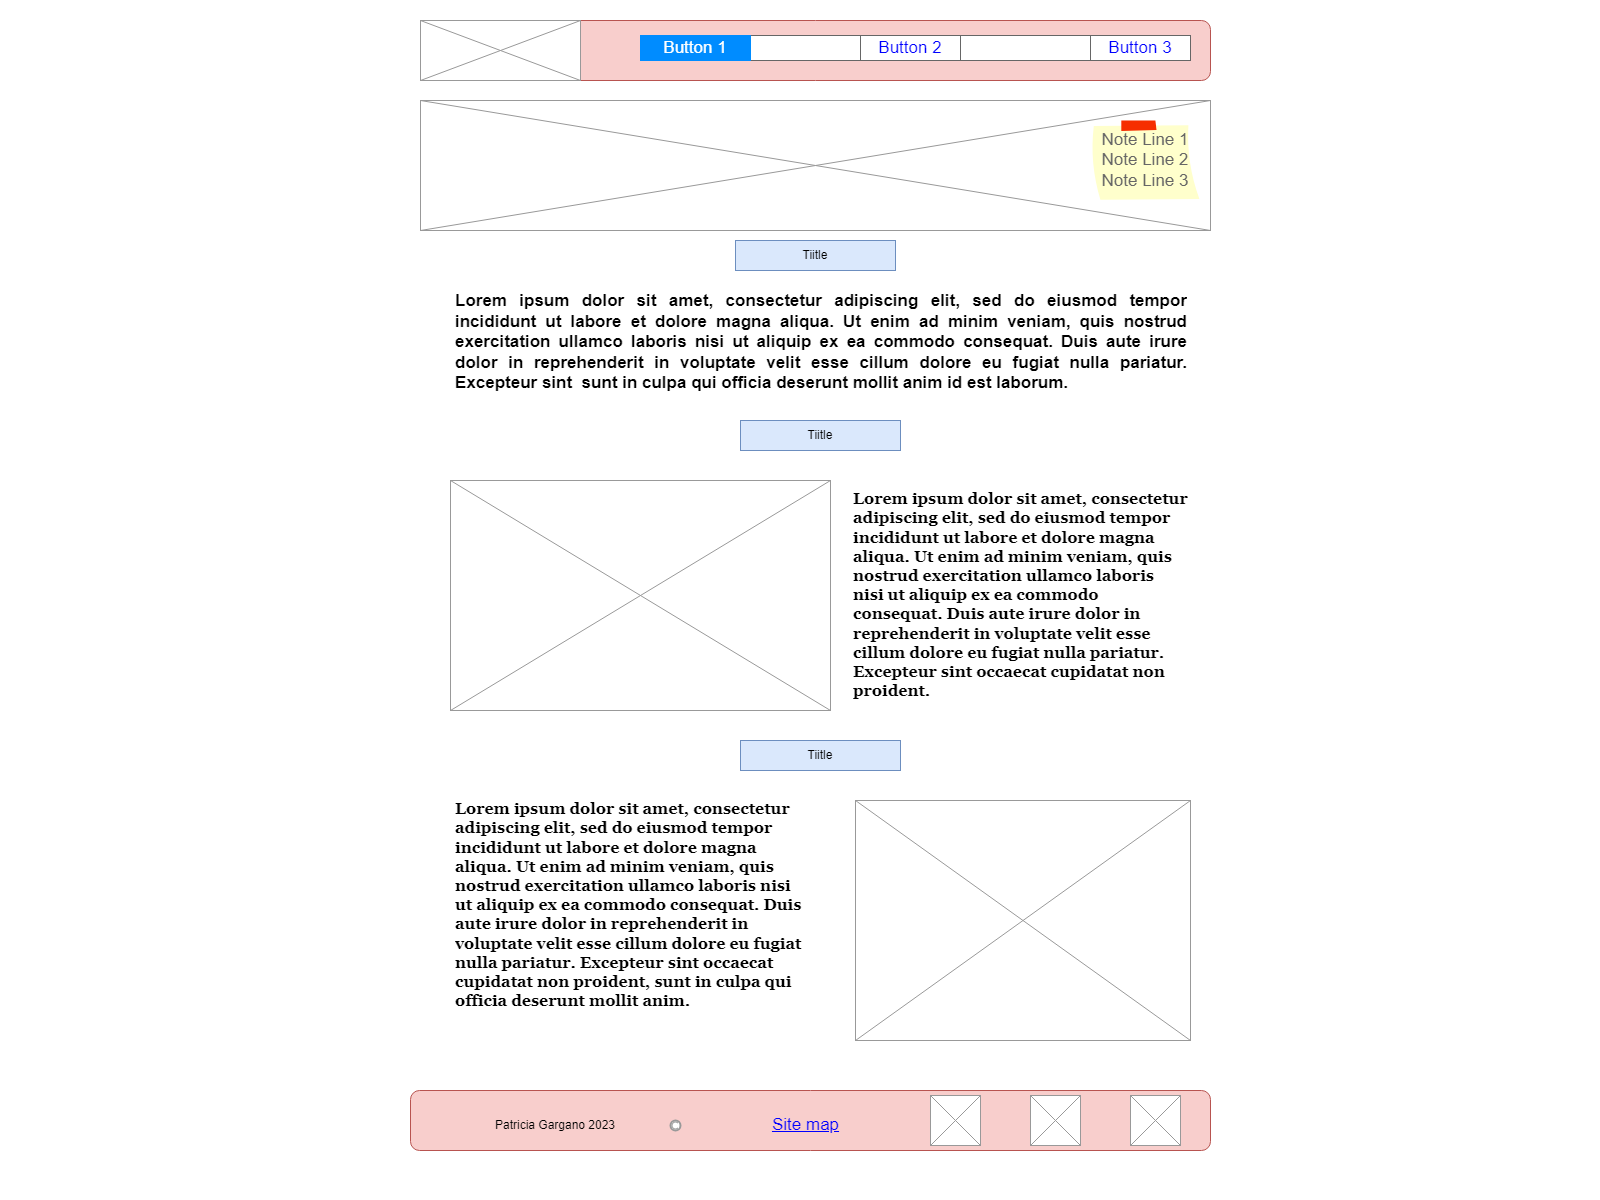 Button 1
Button 2
Button 3
Note Line 1
Note Line 2
Note Line 3
Tiitle
Lorem ipsum dolor sit amet, consectetur adipiscing elit, sed do eiusmod tempor
incididunt ut labore et dolore magna aliqua. Ut enim ad minim veniam, quis nostrud
exercitation ullamco laboris nisi ut aliquip ex ea commodo consequat. Duis aute irure
dolor in reprehenderit in voluptate velit esse cillum dolore eu fugiat nulla pariatur.
Excepteur sint  sunt in culpa qui officia deserunt mollit anim id est laborum.
Tiitle
Lorem ipsum dolor sit amet, consectetur
adipiscing elit, sed do eiusmod tempor
incididunt ut labore et dolore magna
aliqua. Ut enim ad minim veniam, quis
nostrud exercitation ullamco laboris
nisi ut aliquip ex ea commodo
consequat. Duis aute irure dolor in
reprehenderit in voluptate velit esse
cillum dolore eu fugiat nulla pariatur.
Excepteur sint occaecat cupidatat non
proident.
Tiitle
Lorem ipsum dolor sit amet, consectetur
adipiscing elit, sed do eiusmod tempor
incididunt ut labore et dolore magna
aliqua. Ut enim ad minim veniam, quis
nostrud exercitation ullamco laboris nisi
ut aliquip ex ea commodo consequat. Duis
aute irure dolor in reprehenderit in
voluptate velit esse cillum dolore eu fugiat
nulla pariatur. Excepteur sint occaecat
cupidatat non proident, sunt in culpa qui
officia deserunt mollit anim.
Patricia Gargano 2023
Site map